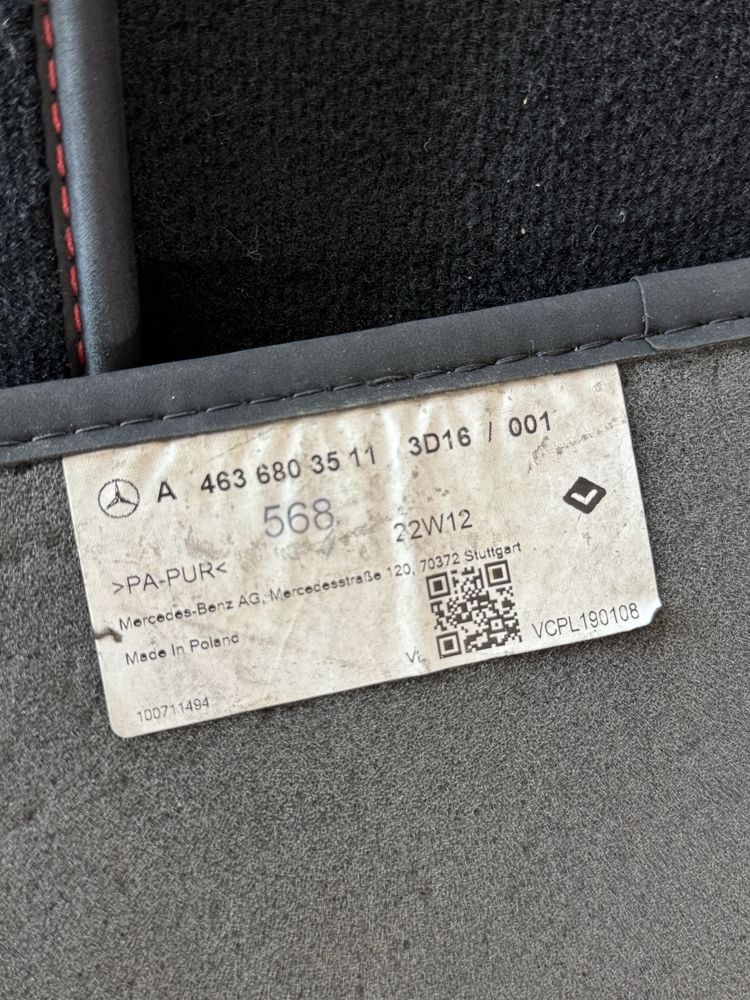 A 463 680 35 11 3D16 / 001
568 22W12
>PA-PUR<
Mercedes-Benz AG, Mercedesstraße 120, 70372 Stuttgart
Made In Poland
VL VCPL190108
100711494